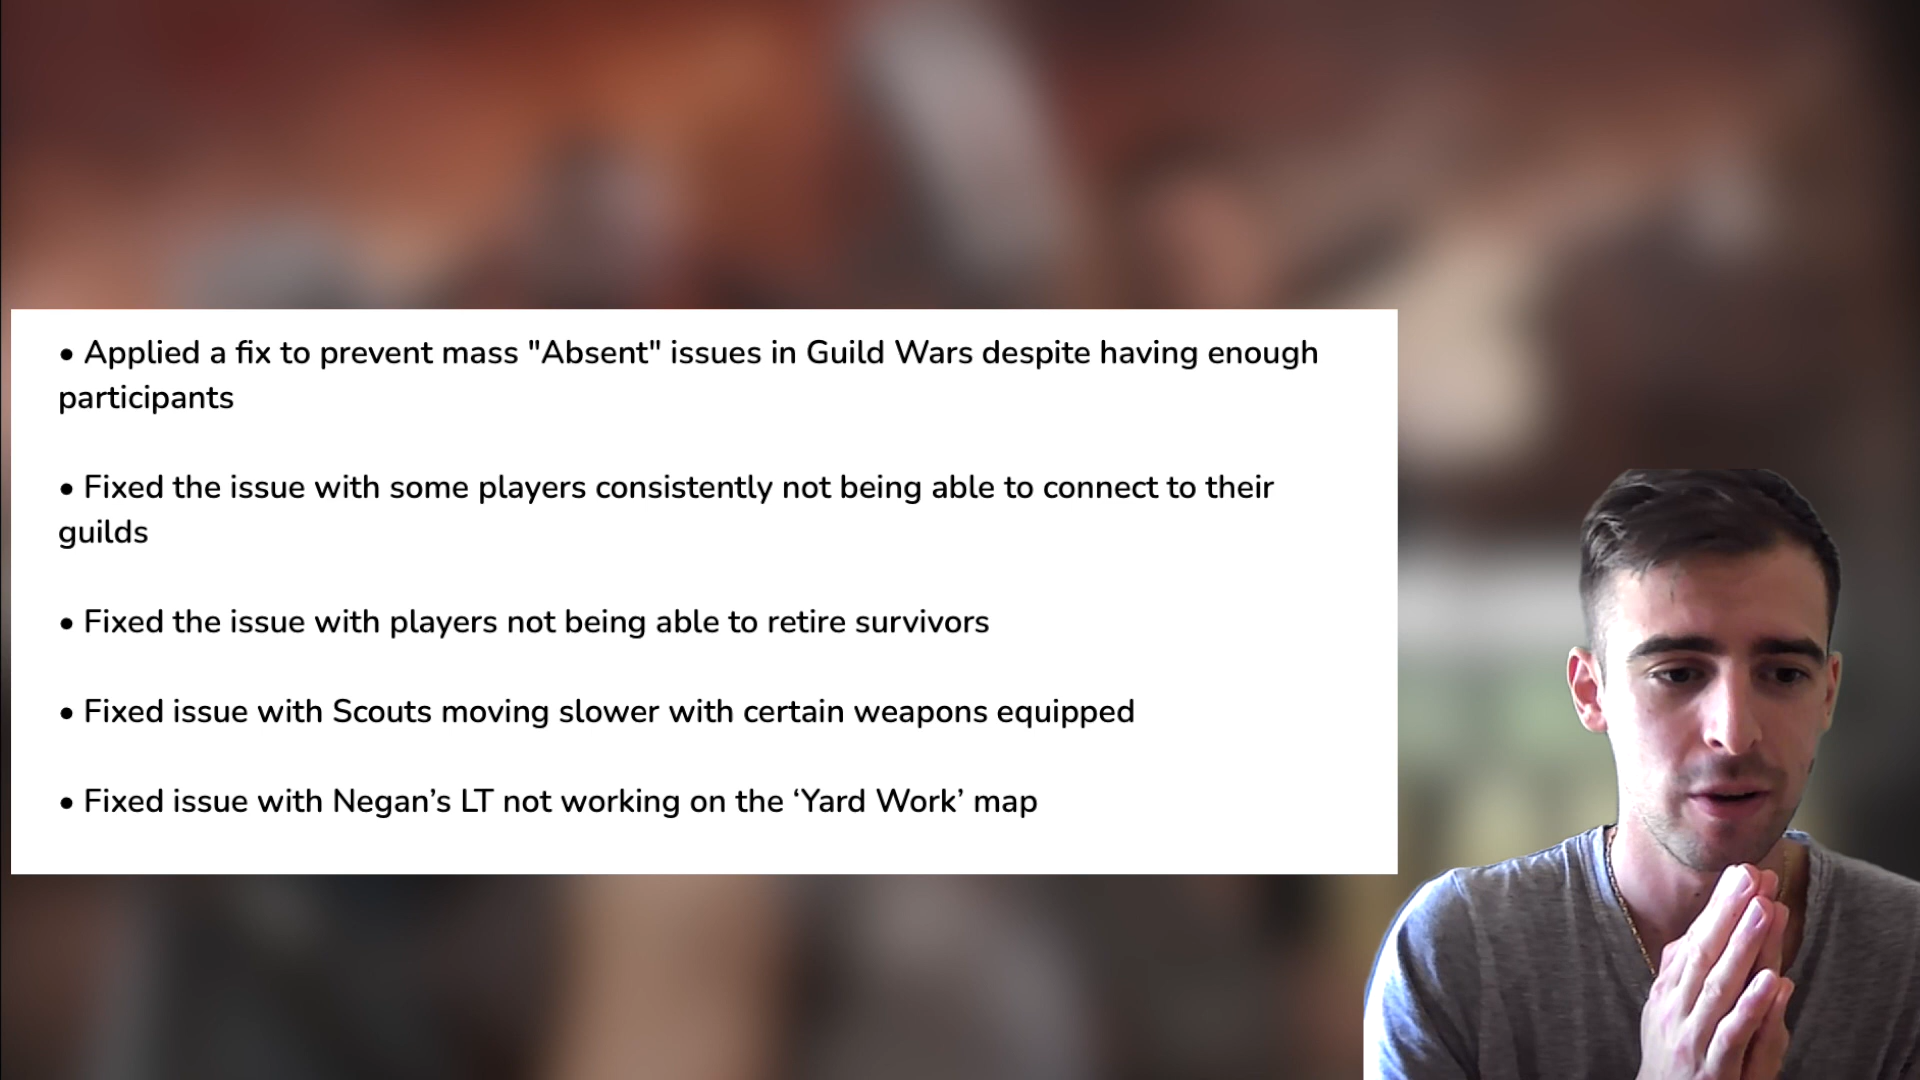 • Applied a fix to prevent mass "Absent" issues in Guild Wars despite having enough
participants
• Fixed the issue with some players consistently not being able to connect to their
guilds
• Fixed the issue with players not being able to retire survivors
• Fixed issue with Scouts moving slower with certain weapons equipped
• Fixed issue with Negan’s LT not working on the ‘Yard Work’ map